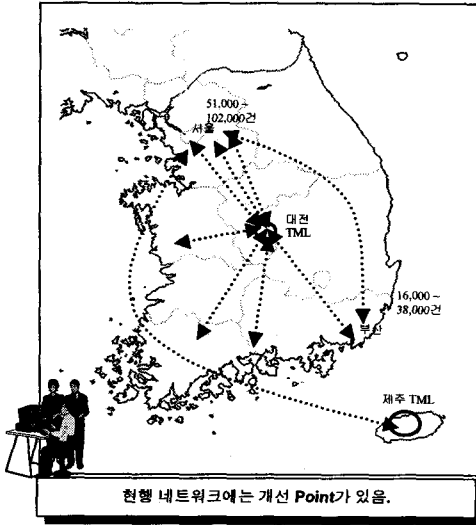 51,000 ~
102,000건
서울
대전
TML
16,000 ~
38,000건
부산
제주 TML
현행 네트워크에는 개선 Point가 있음.